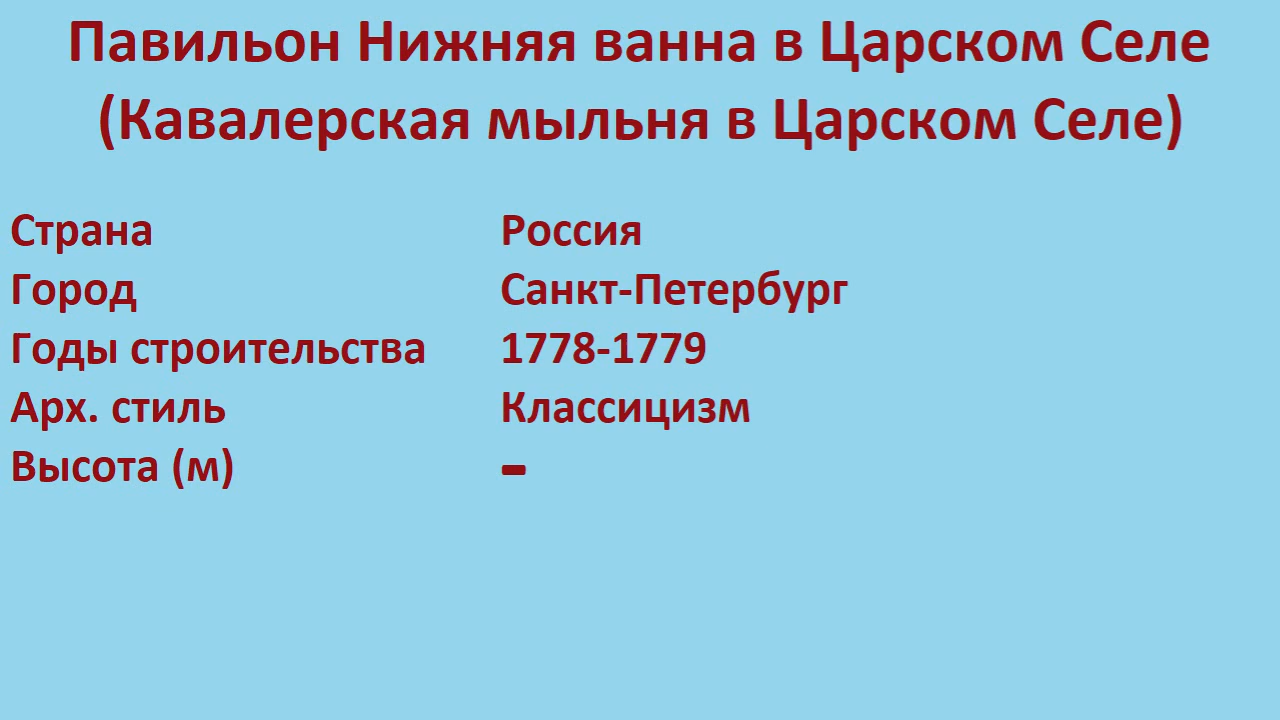 Павильон Нижняя ванна в Царском Селе
(Кавалерская мыльня в Царском Селе)
Страна Россия
Город Санкт-Петербург
Годы строительства 1778-1779
Арх. стиль Классицизм
Высота (м) -